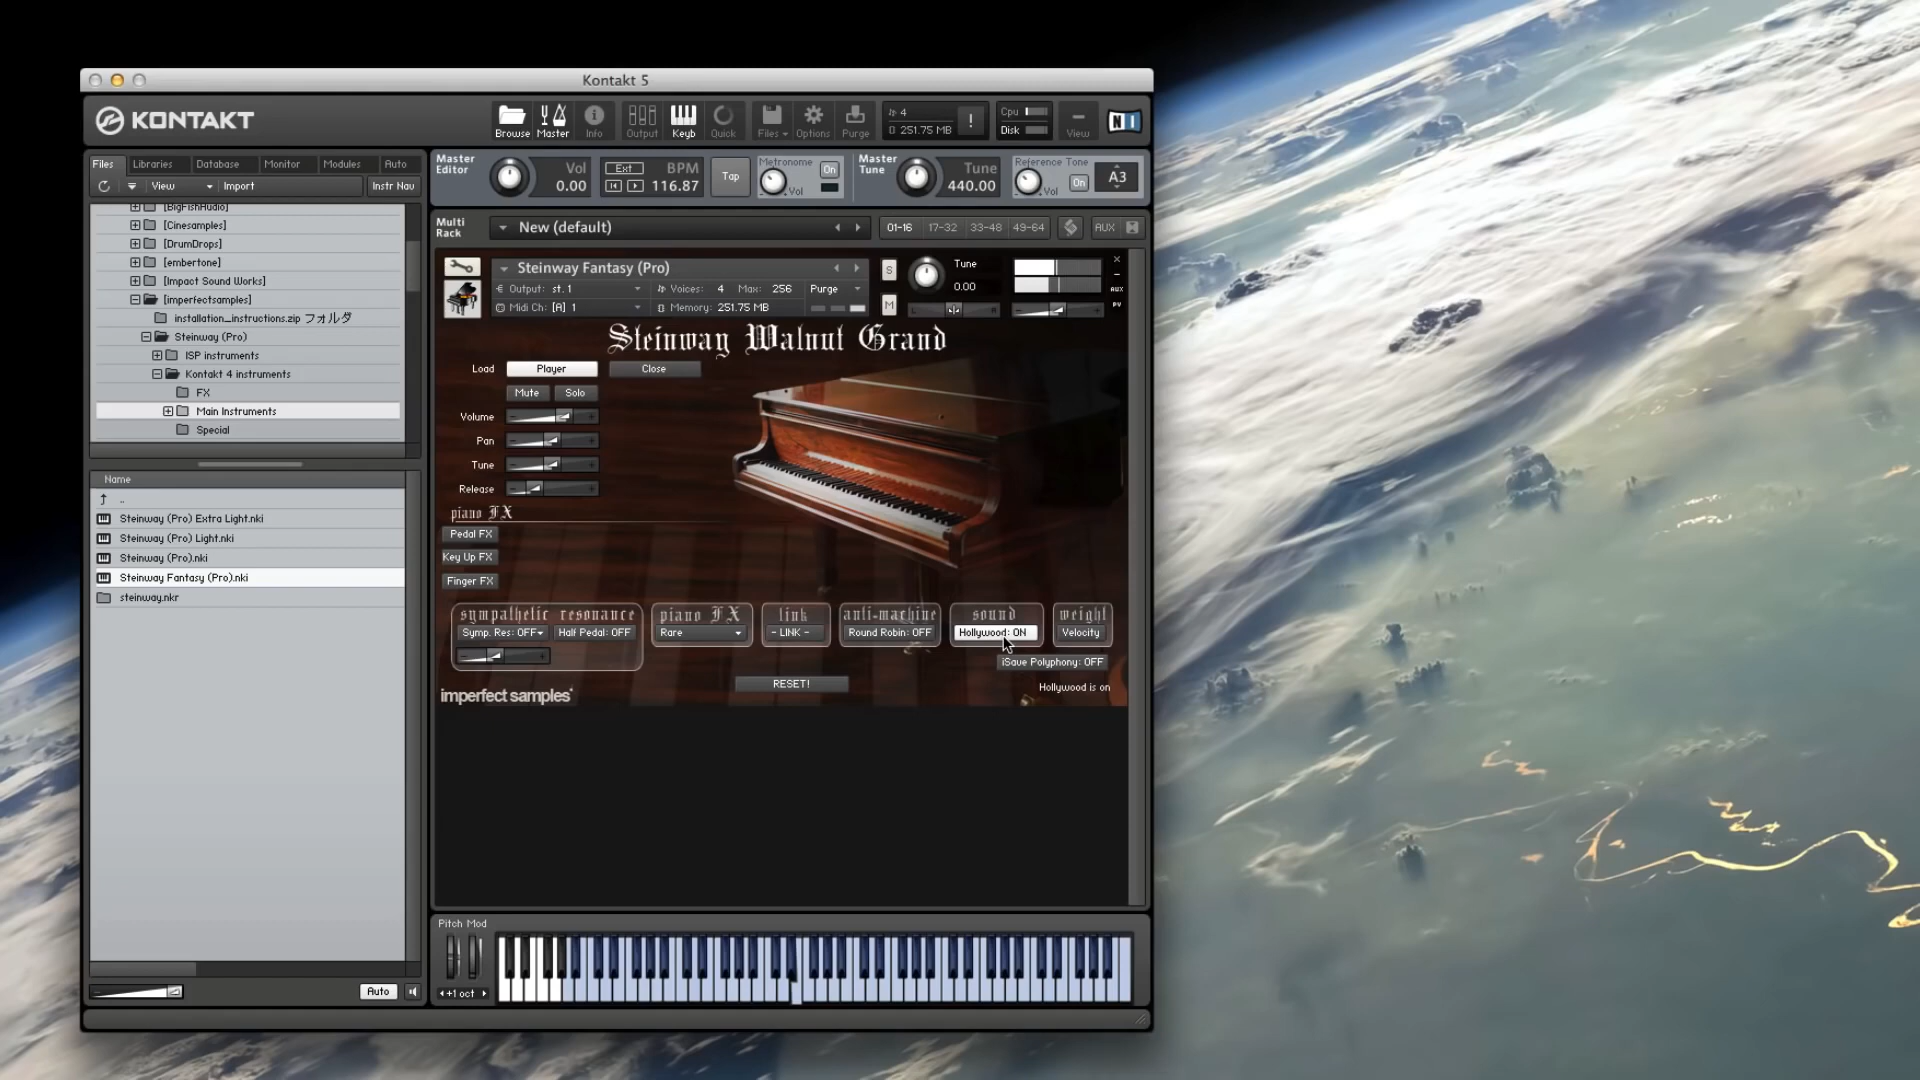 Kontakt 5
KONTAKT
Browse
Master
Info
Output
Keyb
Quick
Files
Options
Purge
4
251.75 MB
!
Cpu
Disk
View
NI
Files
Libraries
Database
Monitor
Modules
Auto
View
Import
Instr Nav
Master Editor
Vol
0.00
Ext
BPM
116.87
Tap
Metronome
On
Vol
Master Tune
Tune
440.00
Reference Tone
On
Vol
A3
[BigFishAudio]
[Cinesamples]
[DrumDrops]
[embertone]
[Impact Sound Works]
[imperfectsamples]
installation_instructions.zip フォルダ
Steinway (Pro)
ISP instruments
Kontakt 4 instruments
FX
Main Instruments
Special
Name
..
Steinway (Pro) Extra Light.nki
Steinway (Pro) Light.nki
Steinway (Pro).nki
Steinway Fantasy (Pro).nki
steinway.nkr
Auto
Multi Rack
New (default)
01-16
17-32
33-48
49-64
AUX
Steinway Fantasy (Pro)
Output: st.1
Voices: 4 Max: 256
Purge
Midi Ch: [A] 1
Memory: 251.75 MB
S
M
Tune
0.00
L
R
AUX
PV
Steinway Walnut Grand
Load
Player
Close
Mute
Solo
Volume
Pan
Tune
Release
piano FX
Pedal FX
Key Up FX
Finger FX
sympathetic resonance
Symp. Res: OFF
Half Pedal: OFF
piano FX
Rare
link
- LINK -
anti-machine
Round Robin: OFF
sound
Hollywood: ON
weight
Velocity
iSave Polyphony: OFF
RESET!
Hollywood is on
imperfect samples
Pitch Mod
+1 oct